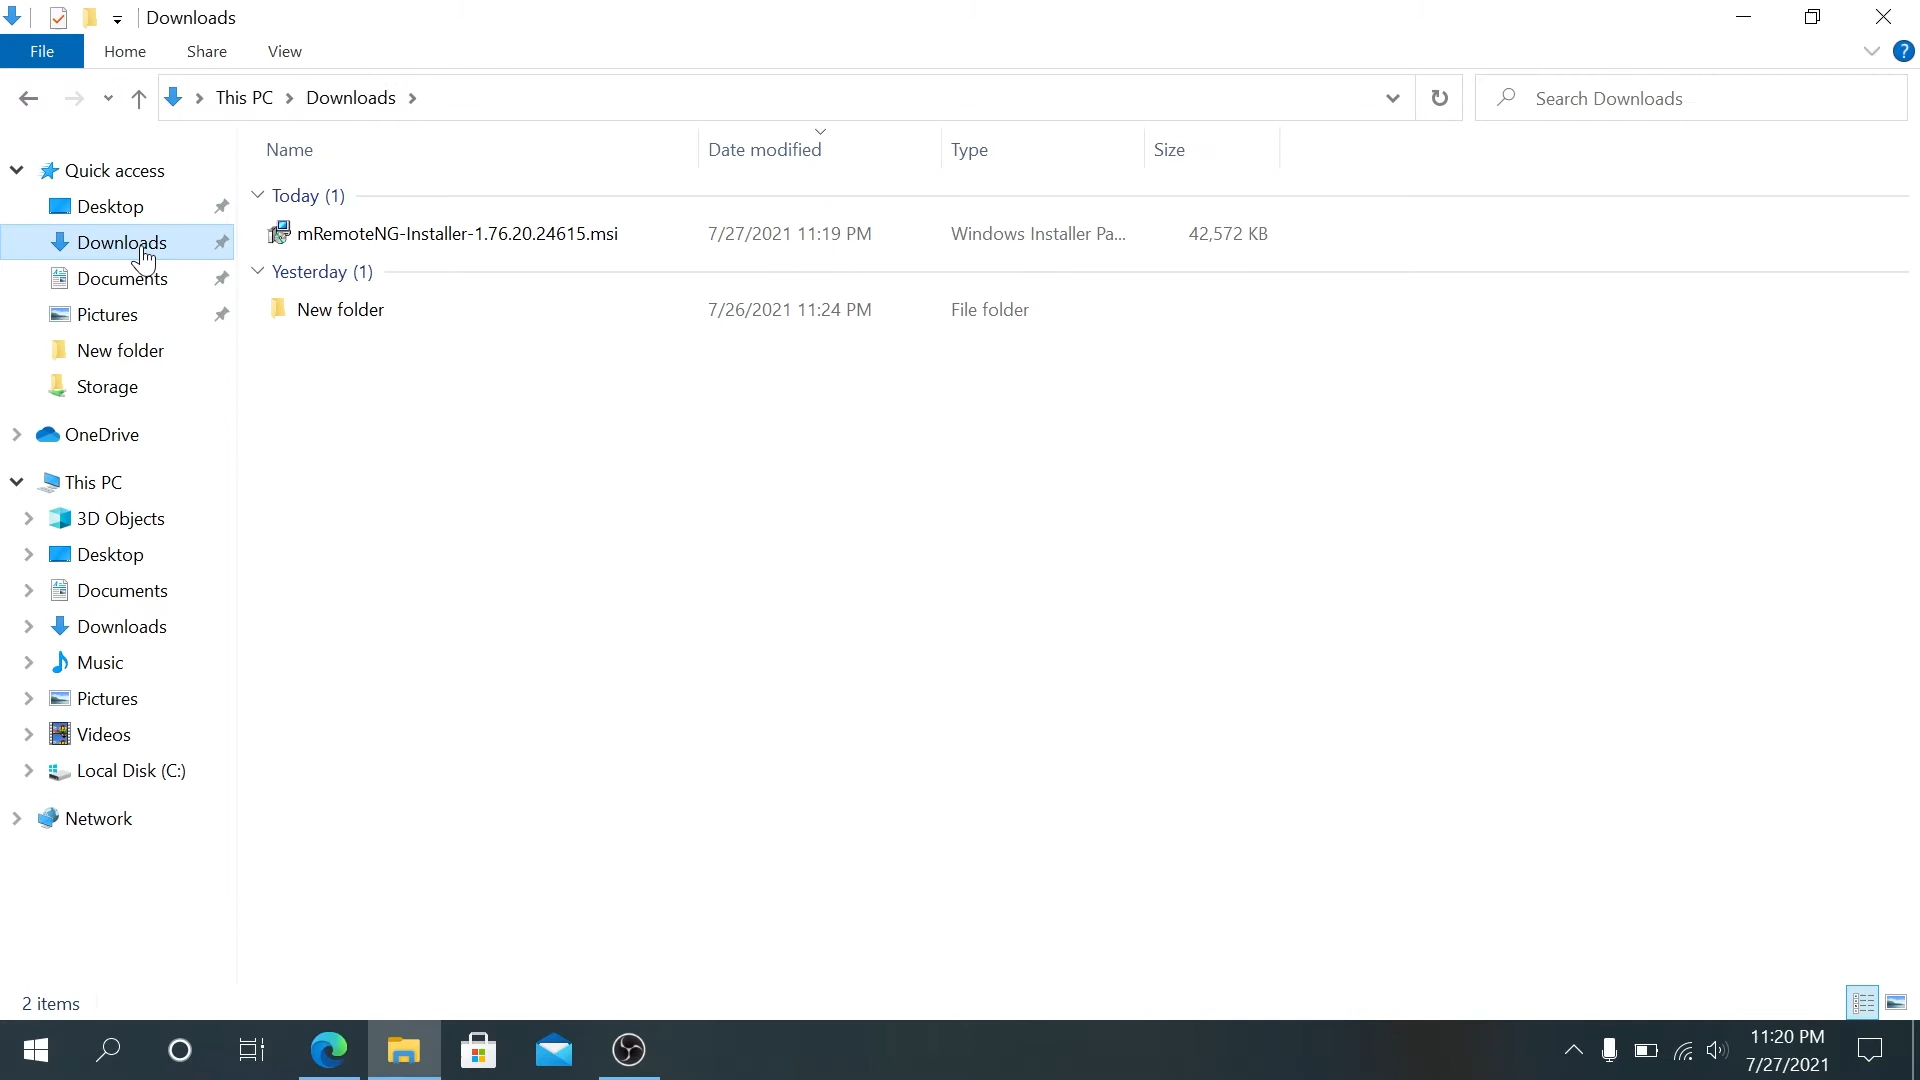 Downloads
File Home Share View ?
This PC Downloads
Search Downloads
Name Date modified Type Size
Quick access
Desktop
Downloads
Documents
Pictures
New folder
Storage
OneDrive
This PC
3D Objects
Desktop
Documents
Downloads
Music
Pictures
Videos
Local Disk (C:)
Network
Today (1)
mRemoteNG-Installer-1.76.20.24615.msi 7/27/2021 11:19 PM Windows Installer Pa... 42,572 KB
Yesterday (1)
New folder 7/26/2021 11:24 PM File folder
2 items
11:20 PM
7/27/2021